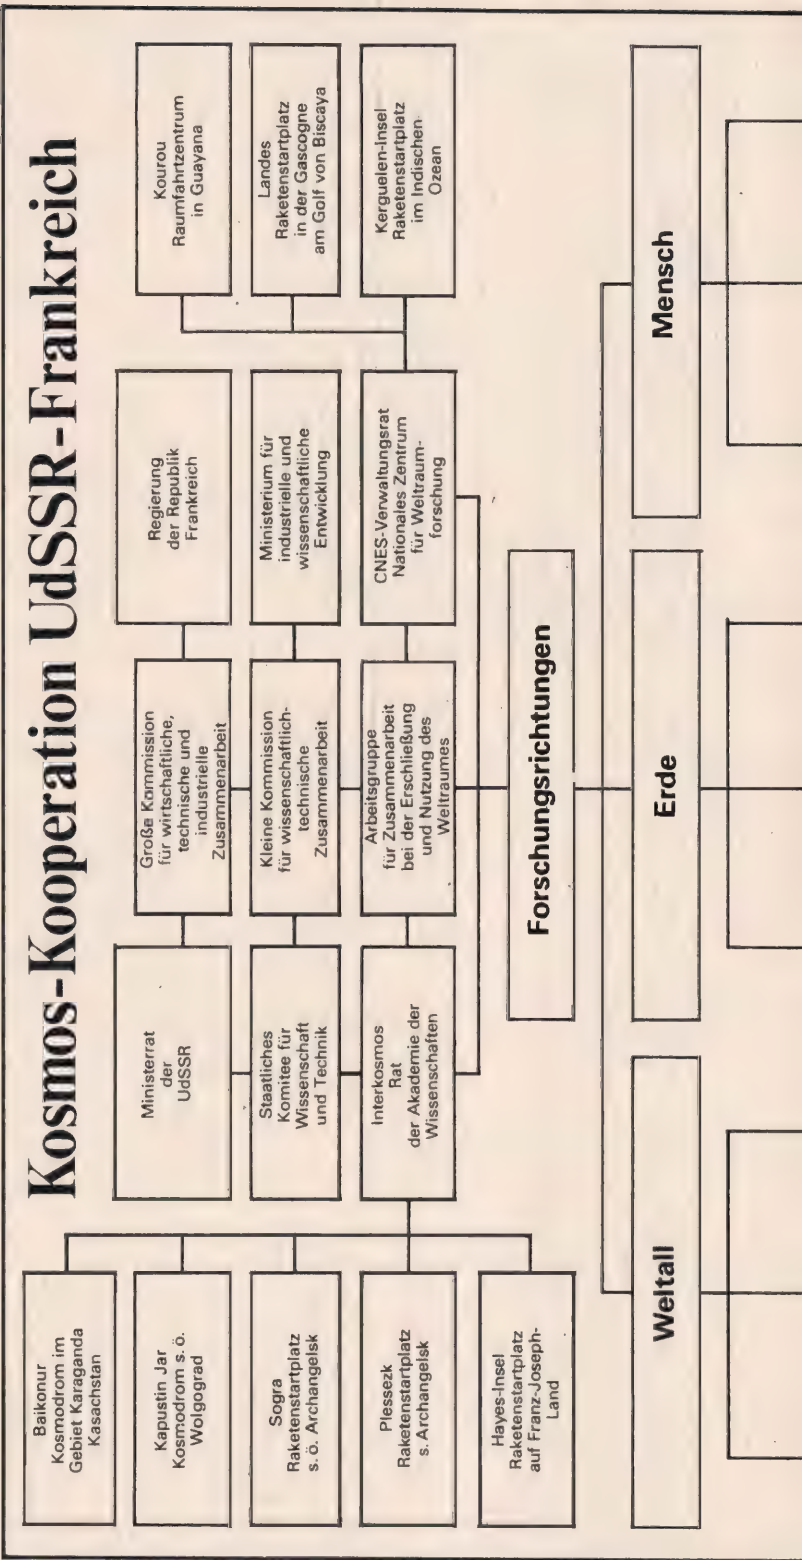 Kosmos-Kooperation UdSSR-Frankreich
Baikonur
Kosmodrom im
Gebiet Karaganda
Kasachstan
Kapustin Jar
Kosmodrom s. ö.
Wolgograd
Sogra
Raketenstartplatz
s. ö. Archangelsk
Plessezk
Raketenstartplatz
s. Archangelsk
Hayes-Insel
Raketenstartplatz
auf Franz-Joseph-
Land
Ministerrat
der
UdSSR
Staatliches
Komitee für
Wissenschaft
und Technik
Interkosmos
Rat
der Akademie der
Wissenschaften
Große Kommission
für wirtschaftliche,
technische und
industrielle
Zusammenarbeit
Kleine Kommission
für wissenschaftlich-
technische
Zusammenarbeit
Arbeitsgruppe
für Zusammenarbeit
bei der Erschließung
und Nutzung des
Weltraumes
Regierung
der Republik
Frankreich
Ministerium für
industrielle und
wissenschaftliche
Entwicklung
CNES-Verwaltungsrat
Nationales Zentrum
für Weltraum-
forschung
Kourou
Raumfahrtzentrum
in Guayana
Landes
Raketenstartplatz
in der Gascogne
am Golf von Biscaya
Kerguelen-Insel
Raketenstartplatz
im Indischen
Ozean
Forschungsrichtungen
Weltall
Erde
Mensch